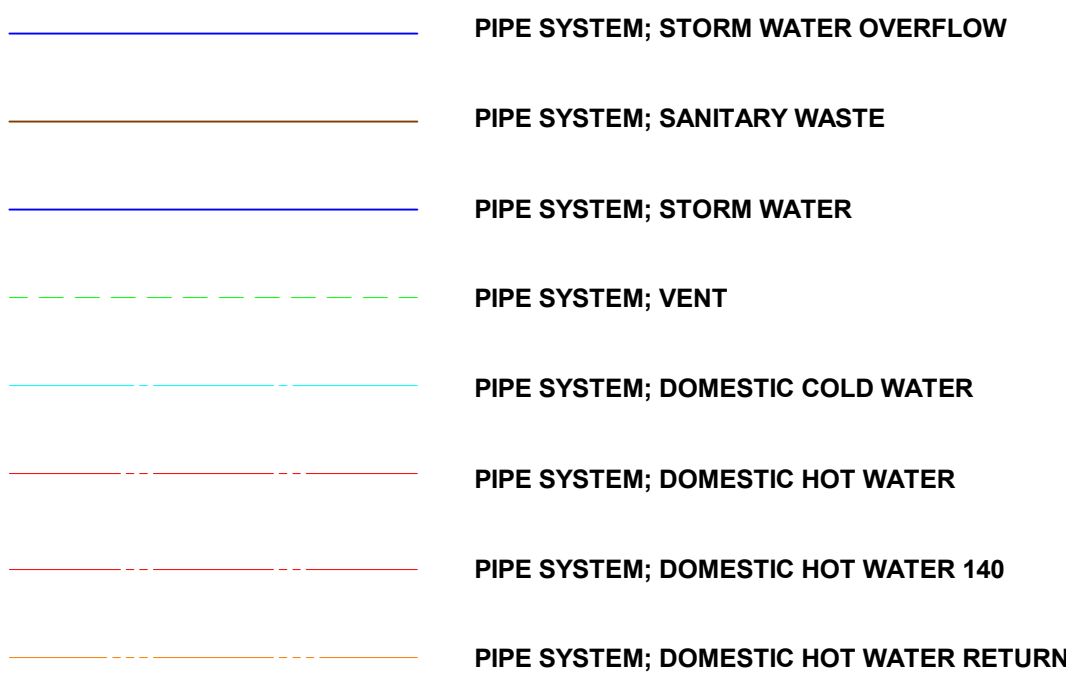 PIPE SYSTEM; STORM WATER OVERFLOW
PIPE SYSTEM; SANITARY WASTE
PIPE SYSTEM; STORM WATER
PIPE SYSTEM; VENT
PIPE SYSTEM; DOMESTIC COLD WATER
PIPE SYSTEM; DOMESTIC HOT WATER
PIPE SYSTEM; DOMESTIC HOT WATER 140
PIPE SYSTEM; DOMESTIC HOT WATER RETURN